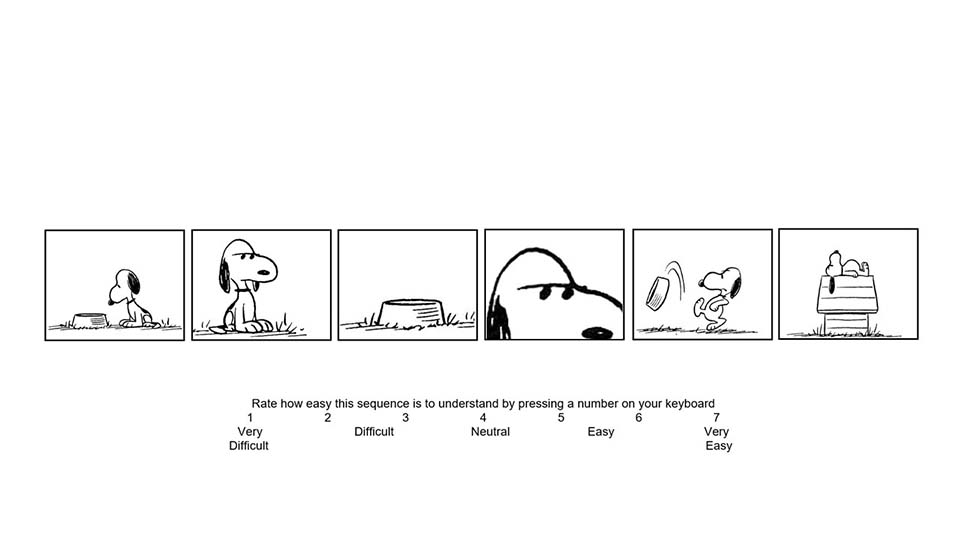 Rate how easy this sequence is to understand by pressing a number on your keyboard
1 2 3 4 5 6 7
Very Difficult Neutral Easy Very
Difficult Easy